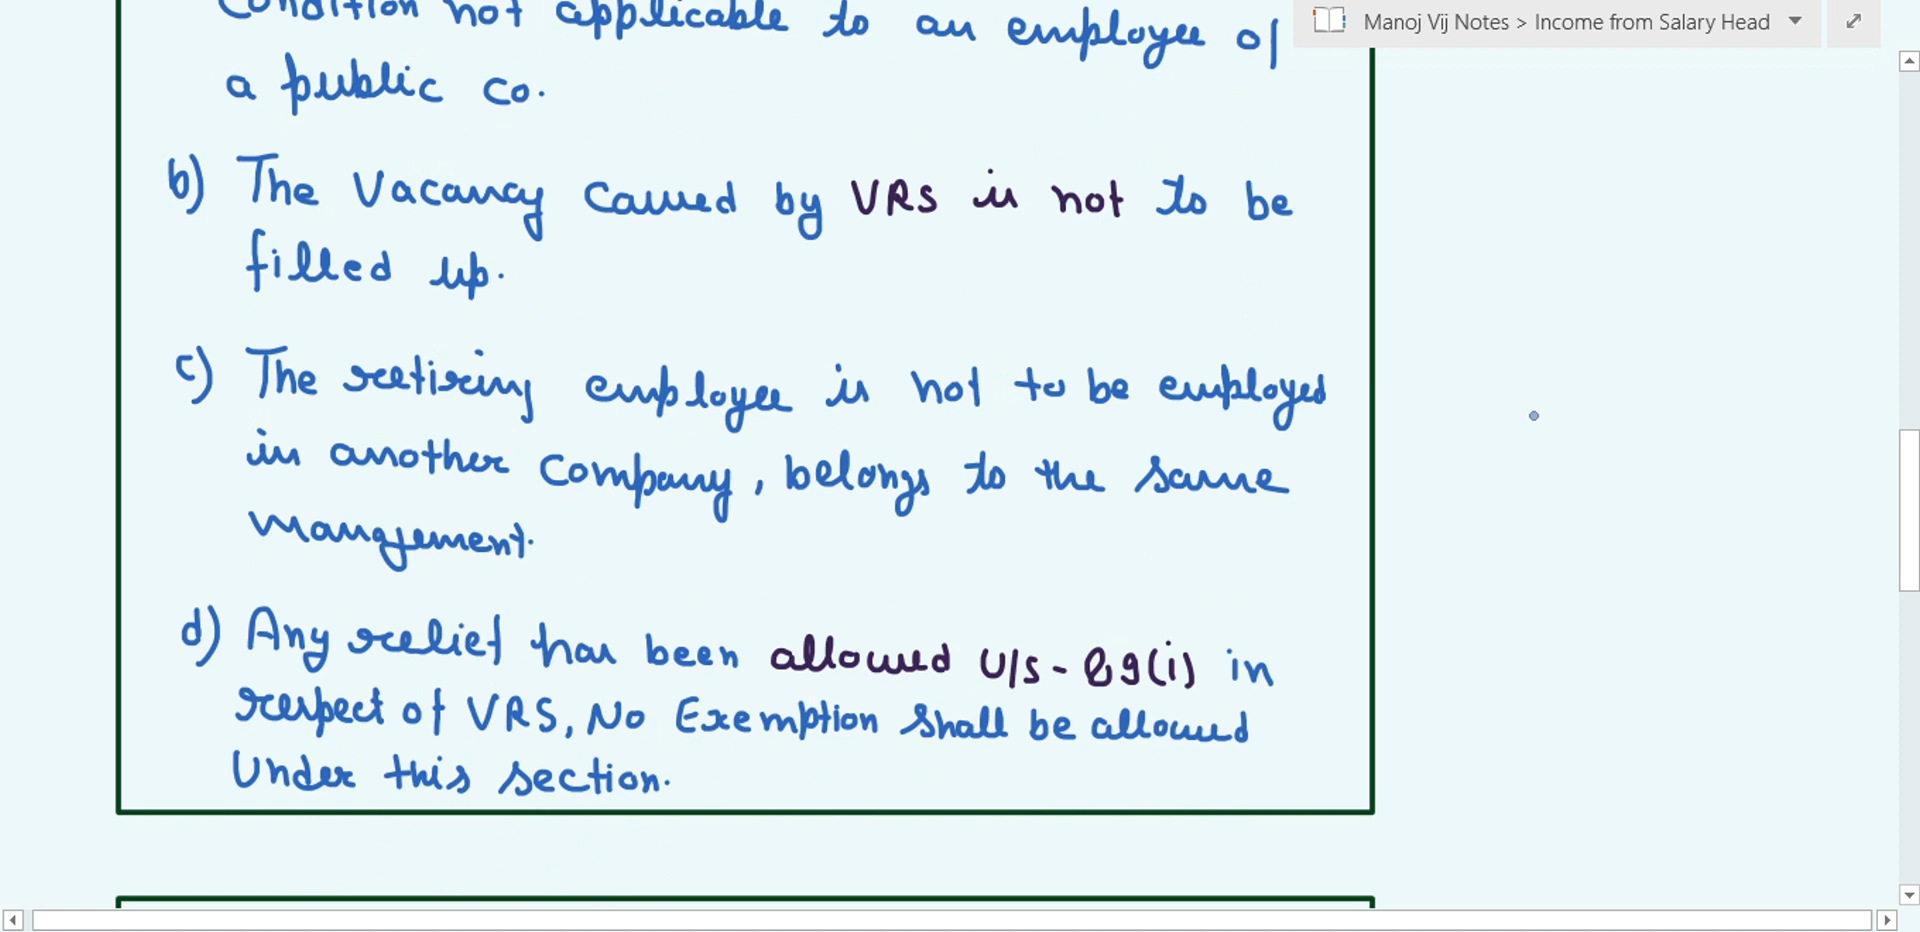 Condition not applicable to an employee of
Manoj Vij Notes > Income from Salary Head
a public co.
b) The Vacancy Caused by VRS is not to be
filled up.
c) The retiring employee is not to be employed
in another Company, belongs to the same
mangement.
d) Any relief has been allowed U/s - 89(i) in
respect of VRS, No Exemption Shall be allowed
Under this section.